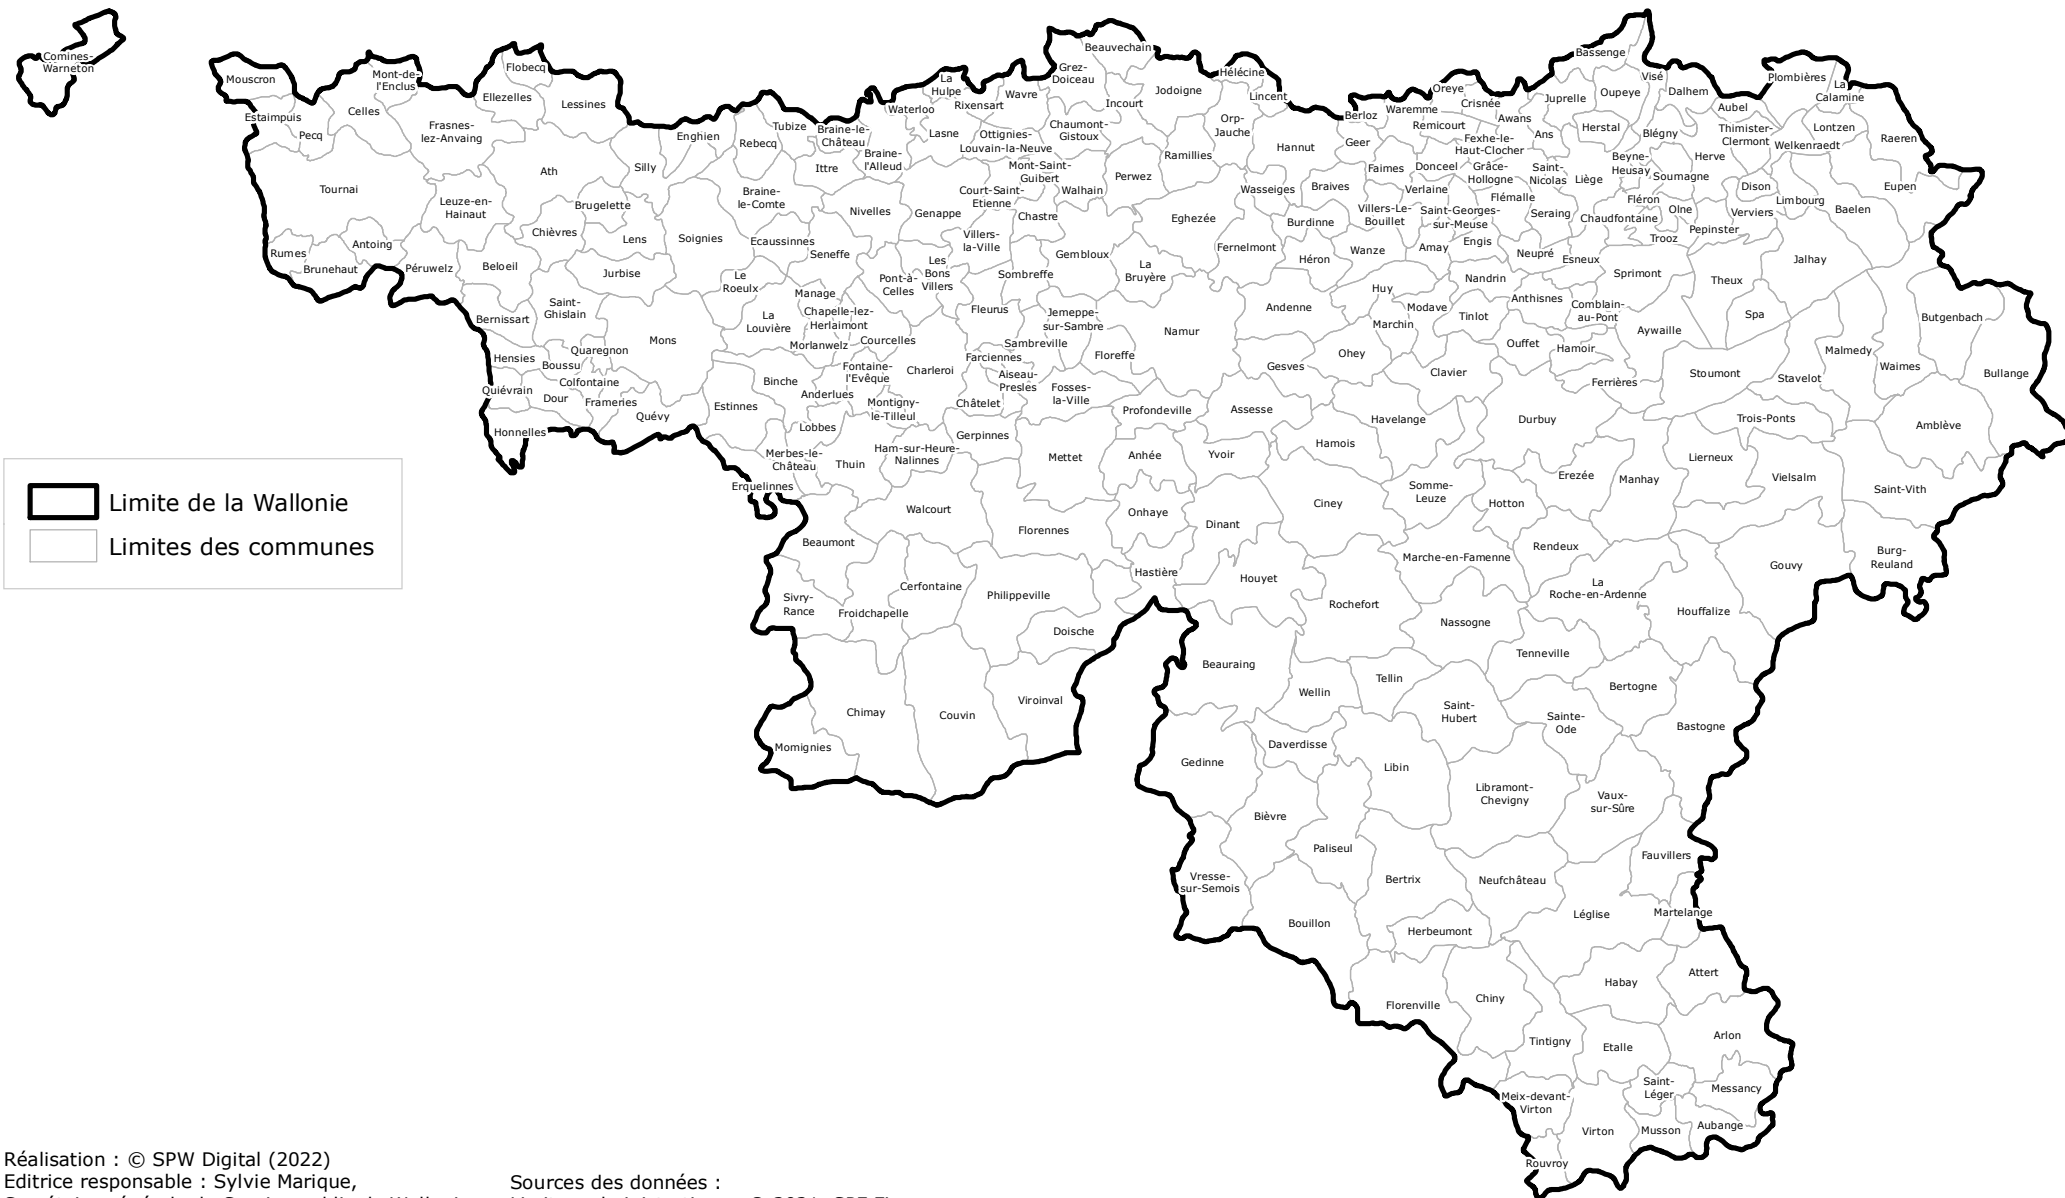 Comines-
Warneton
Mouscron
Mont-de-
l'Enclus
Flobecq
Estaimpuis
Celles
Ellezelles
Lessines
Pecq
Frasnes-
lez-Anvaing
Enghien
Rebecq
Tubize
Braine-le-
Château
Waterloo
La
Hulpe
Rixensart
Wavre
Grez-
Doiceau
Beauvechain
Incourt
Jodoigne
Hélécine
Lincent
Orp-
Jauche
Hannut
Berloz
Geer
Waremme
Oreye
Remicourt
Crisnée
Awans
Fexhe-le-
Haut-Clocher
Ans
Juprelle
Bassenge
Oupeye
Visé
Dalhem
Herstal
Blégny
Aubel
Plombières
La
Calamine
Thimister-
Clermont
Lontzen
Welkenraedt
Raeren
Tournai
Ath
Silly
Ittre
Braine-
l'Alleud
Lasne
Ottignies-
Louvain-la-Neuve
Chaumont-
Gistoux
Mont-Saint-
Guibert
Court-Saint-
Etienne
Walhain
Perwez
Ramillies
Wasseiges
Braives
Faimes
Donceel
Grâce-
Hollogne
Saint-
Nicolas
Liège
Beyne-
Heusay
Soumagne
Herve
Dison
Limbourg
Baelen
Eupen
Leuze-en-
Hainaut
Brugelette
Braine-
le-Comte
Nivelles
Genappe
Chastre
Eghezée
Burdinne
Villers-Le-
Bouillet
Verlaine
Saint-Georges-
sur-Meuse
Flémalle
Seraing
Chaudfontaine
Fléron
Olne
Trooz
Pepinster
Verviers
Rumes
Antoing
Brunehaut
Péruwelz
Beloeil
Chièvres
Lens
Jurbise
Soignies
Ecaussinnes
Seneffe
Villers-
la-Ville
Les
Bons
Villers
Pont-à-
Celles
Sombreffe
Gembloux
La
Bruyère
Fernelmont
Héron
Wanze
Amay
Engis
Neupré
Esneux
Sprimont
Theux
Jalhay
Bernissart
Saint-
Ghislain
Le
Roeulx
La
Louvière
Manage
Chapelle-lez-
Herlaimont
Morlanwelz
Courcelles
Fleurus
Jemeppe-
sur-Sambre
Sambreville
Floreffe
Namur
Andenne
Huy
Marchin
Modave
Nandrin
Tinlot
Anthisnes
Comblain-
au-Pont
Ouffet
Hamoir
Aywaille
Spa
Malmedy
Waimes
Butgenbach
Bullange
Hensies
Quaregnon
Boussu
Mons
Quiévrain
Dour
Colfontaine
Frameries
Quévy
Honnelles
Estinnes
Binche
Anderlues
Fontaine-
l'Evêque
Montigny-
le-Tilleul
Charleroi
Farciennes
Aiseau-
Presles
Châtelet
Fosses-
la-Ville
Profondeville
Gesves
Assesse
Ohey
Clavier
Havelange
Ferrières
Durbuy
Stoumont
Stavelot
Trois-Ponts
Amblève
Lobbes
Merbes-le-
Château
Erquelinnes
Thuin
Ham-sur-Heure-
Nalinnes
Gerpinnes
Mettet
Anhée
Yvoir
Hamois
Ciney
Somme-
Leuze
Hotton
Erezée
Manhay
Lierneux
Vielsalm
Saint-Vith
Limite de la Wallonie
Limites des communes
Beaumont
Walcourt
Florennes
Onhaye
Dinant
Marche-en-Famenne
Rendeux
Gouvy
Burg-
Reuland
Sivry-
Rance
Froidchapelle
Cerfontaine
Philippeville
Doische
Hastière
Houyet
Rochefort
Nassogne
La
Roche-en-Ardenne
Houffalize
Momignies
Chimay
Couvin
Viroinval
Beauraing
Wellin
Tellin
Tenneville
Bertogne
Saint-
Hubert
Sainte-
Ode
Bastogne
Gedinne
Daverdisse
Libin
Libramont-
Chevigny
Vaux-
sur-Sûre
Bièvre
Paliseul
Fauvillers
Vresse-
sur-Semois
Bertrix
Neufchâteau
Bouillon
Herbeumont
Léglise
Martelange
Florenville
Chiny
Habay
Attert
Tintigny
Etalle
Arlon
Meix-devant-
Virton
Saint-
Léger
Messancy
Virton
Musson
Aubange
Rouvroy
Réalisation : © SPW Digital (2022)
Editrice responsable : Sylvie Marique,
Sources des données :